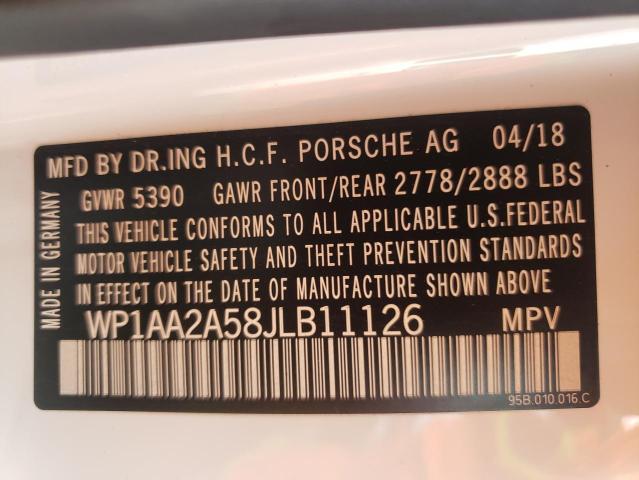 MADE IN GERMANY
MFD BY DR.ING H.C.F. PORSCHE AG 04/18
GVWR 5390 GAWR FRONT/REAR 2778/2888 LBS
THIS VEHICLE CONFORMS TO ALL APPLICABLE U.S.FEDERAL
MOTOR VEHICLE SAFETY AND THEFT PREVENTION STANDARDS
IN EFFECT ON THE DATE OF MANUFACTURE SHOWN ABOVE
WP1AA2A58JLB11126 MPV
95B.010.016.C